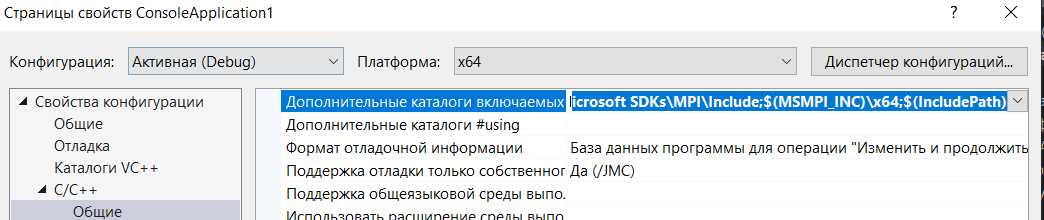 Страницы свойств ConsoleApplication1 ?
Конфигурация: Активная (Debug) Платформа: x64 Диспетчер конфигураций...
Свойства конфигурации
Общие
Отладка
Каталоги VC++
C/C++
Общие
Дополнительные каталоги включаемых icrosoft SDKs\MPI\Include;$(MSMPI_INC)\x64;$(IncludePath)
Дополнительные каталоги #using
Формат отладочной информации База данных программы для операции "Изменить и продолжить
Поддержка отладки только собственног Да (/JMC)
Поддержка общеязыковой среды выпо.
Использовать расширение среды выпо